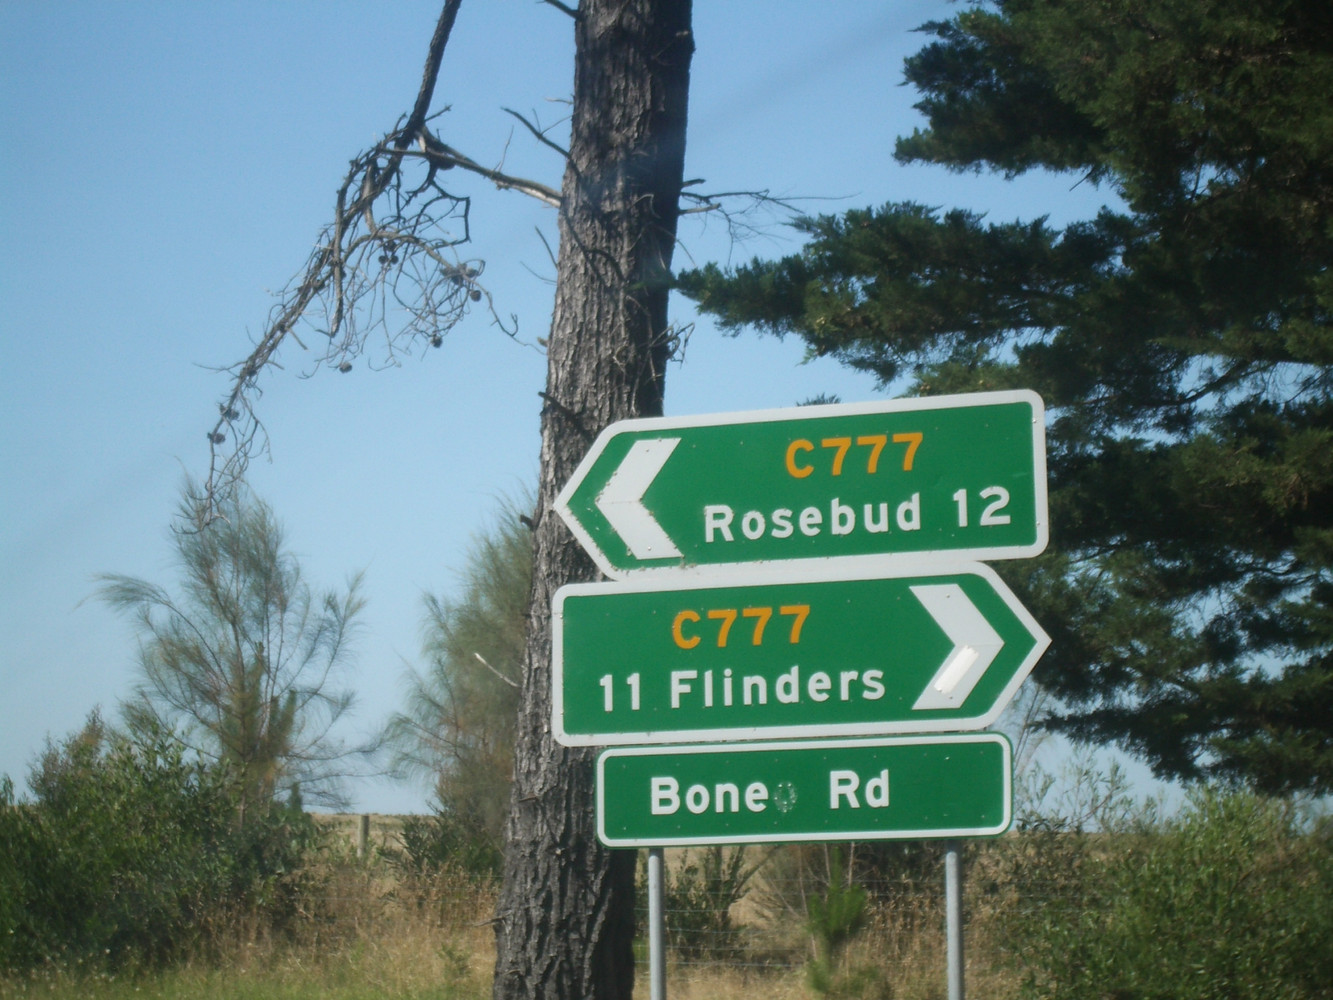 C777
Rosebud 12
C777
11 Flinders
Boneo Rd